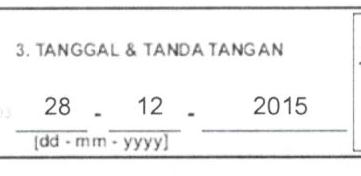 3. TANGGAL & TANDA TANGAN
28 - 12 - 2015
[dd - mm - yyyy]